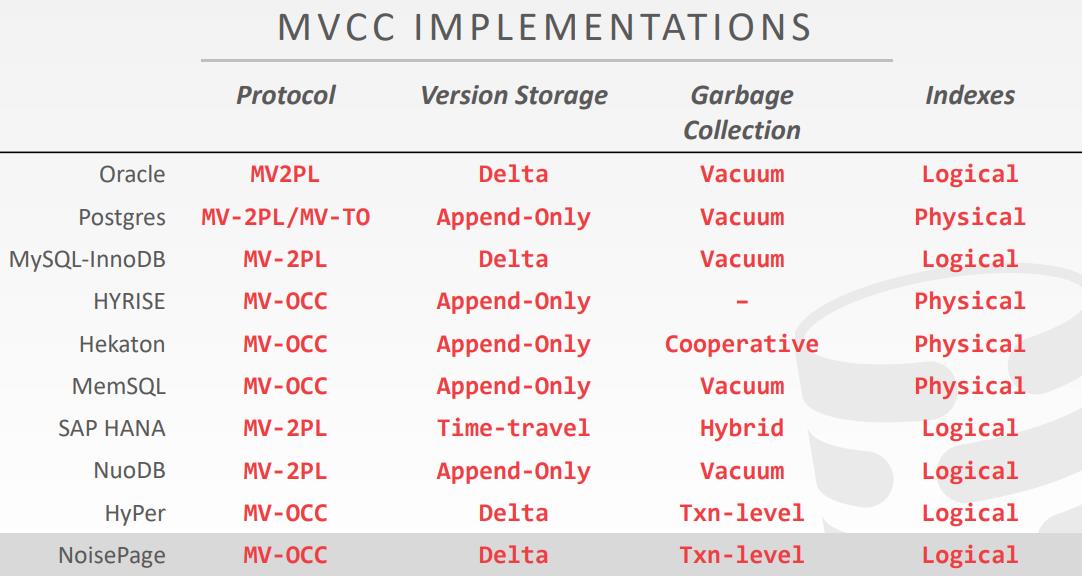 MVCC IMPLEMENTATIONS
Protocol Version Storage Garbage Collection Indexes
Oracle MV2PL Delta Vacuum Logical
Postgres MV-2PL/MV-TO Append-Only Vacuum Physical
MySQL-InnoDB MV-2PL Delta Vacuum Logical
HYRISE MV-OCC Append-Only – Physical
Hekaton MV-OCC Append-Only Cooperative Physical
MemSQL MV-OCC Append-Only Vacuum Physical
SAP HANA MV-2PL Time-travel Hybrid Logical
NuoDB MV-2PL Append-Only Vacuum Logical
HyPer MV-OCC Delta Txn-level Logical
NoisePage MV-OCC Delta Txn-level Logical